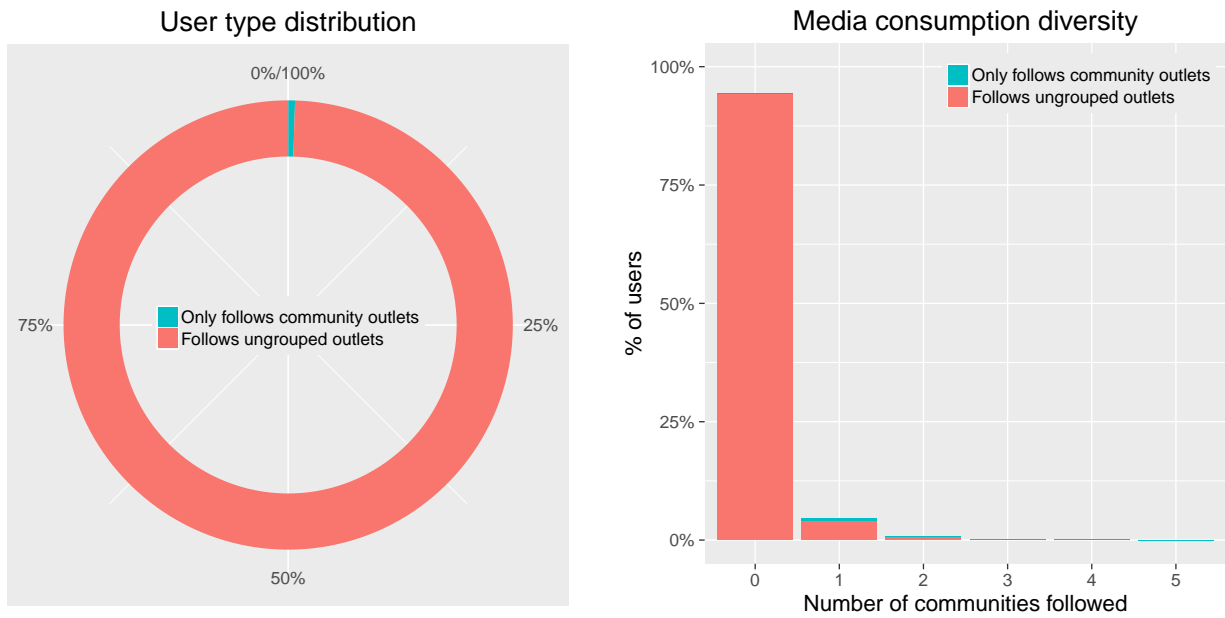 User type distribution
0%/100%
75%
Only follows community outlets
Follows ungrouped outlets
25%
50%
Media consumption diversity
100%
75%
50%
25%
0%
% of users
Only follows community outlets
Follows ungrouped outlets
0 1 2 3 4 5
Number of communities followed